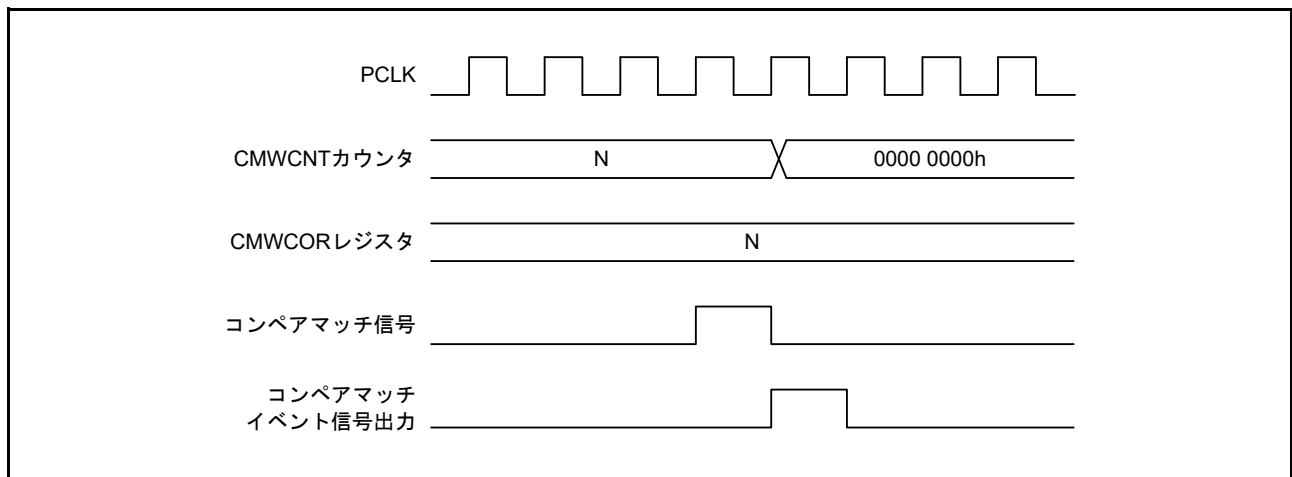 PCLK
CMWCNTカウンタ
N
0000 0000h
CMWCORレジスタ
N
コンペアマッチ信号
コンペアマッチ
イベント信号出力